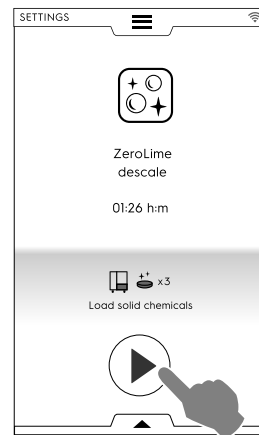 SETTINGS
ZeroLime
descale
01:26 h:m
x3
Load solid chemicals